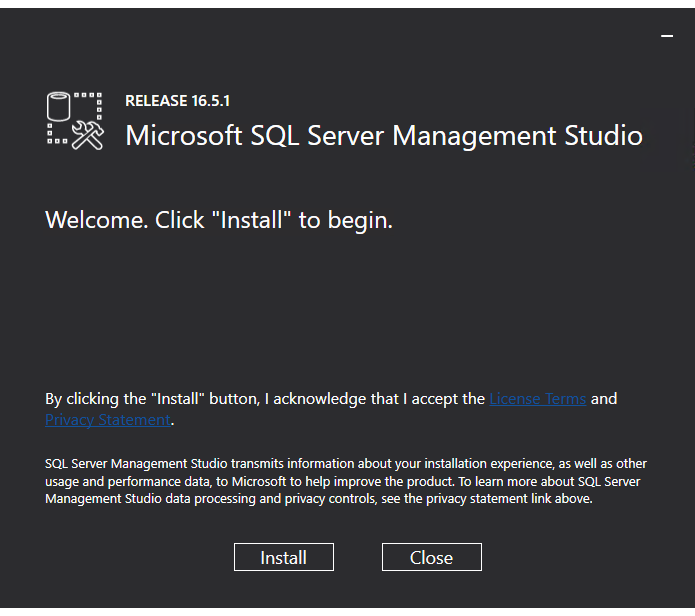 RELEASE 16.5.1
Microsoft SQL Server Management Studio
Welcome. Click "Install" to begin.
By clicking the "Install" button, I acknowledge that I accept the License Terms and
Privacy Statement.
SQL Server Management Studio transmits information about your installation experience, as well as other
usage and performance data, to Microsoft to help improve the product. To learn more about SQL Server
Management Studio data processing and privacy controls, see the privacy statement link above.
Install
Close